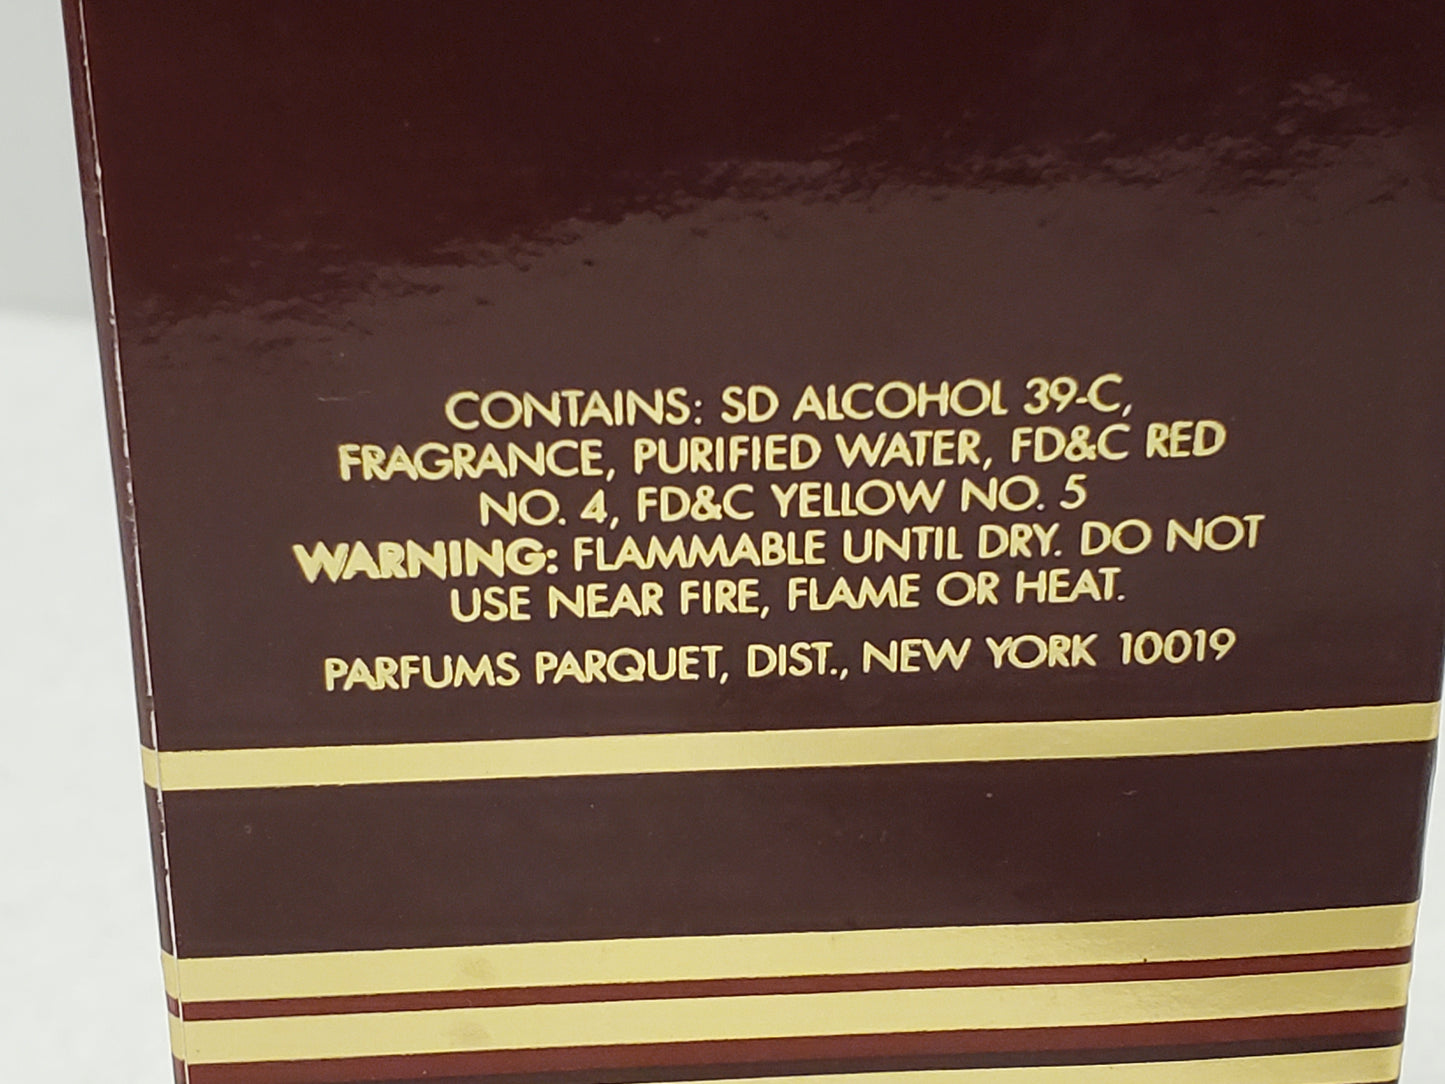 CONTAINS: SD ALCOHOL 39-C,
FRAGRANCE, PURIFIED WATER, FD&C RED
NO. 4, FD&C YELLOW NO. 5
WARNING: FLAMMABLE UNTIL DRY. DO NOT
USE NEAR FIRE, FLAME OR HEAT.
PARFUMS PARQUET, DIST., NEW YORK 10019